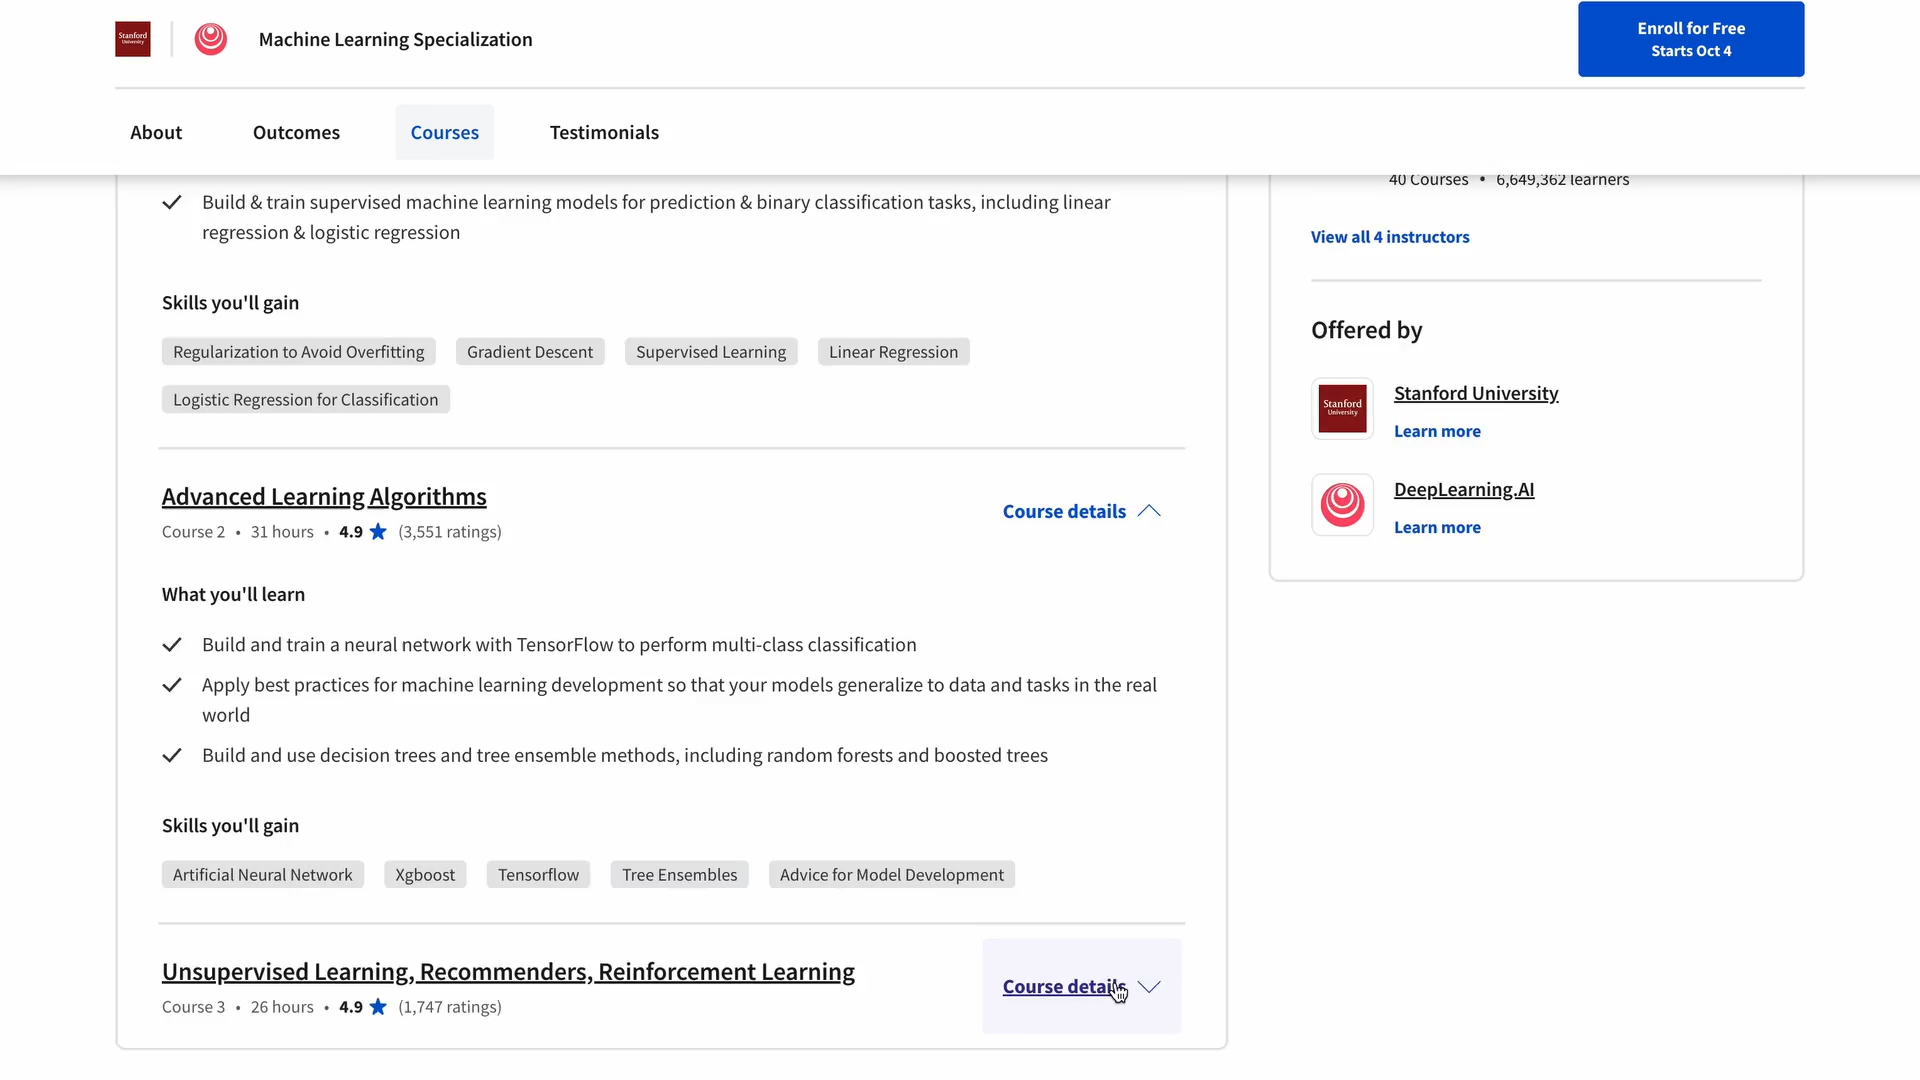 Stanford
University
Machine Learning Specialization
Enroll for Free
Starts Oct 4
About
Outcomes
Courses
Testimonials
Build & train supervised machine learning models for prediction & binary classification tasks, including linear
regression & logistic regression
Skills you'll gain
Regularization to Avoid Overfitting
Gradient Descent
Supervised Learning
Linear Regression
Logistic Regression for Classification
Advanced Learning Algorithms
Course details
Course 2 • 31 hours • 4.9 ★ (3,551 ratings)
What you'll learn
Build and train a neural network with TensorFlow to perform multi-class classification
Apply best practices for machine learning development so that your models generalize to data and tasks in the real
world
Build and use decision trees and tree ensemble methods, including random forests and boosted trees
Skills you'll gain
Artificial Neural Network
Xgboost
Tensorflow
Tree Ensembles
Advice for Model Development
Unsupervised Learning, Recommenders, Reinforcement Learning
Course details
Course 3 • 26 hours • 4.9 ★ (1,747 ratings)
40 Courses • 6,649,362 learners
View all 4 instructors
Offered by
Stanford
University
Stanford University
Learn more
DeepLearning.AI
Learn more